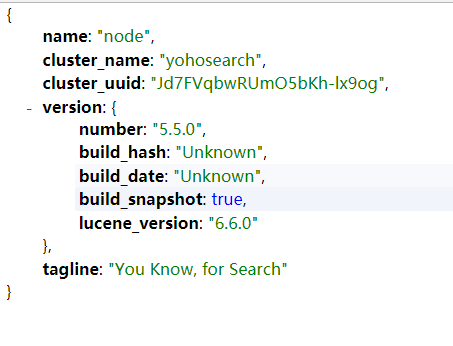 {
name: "node",
cluster_name: "yohosearch",
cluster_uuid: "Jd7FVqbwRUmO5bKh-lx9og",
- version: {
number: "5.5.0",
build_hash: "Unknown",
build_date: "Unknown",
build_snapshot: true,
lucene_version: "6.6.0"
},
tagline: "You Know, for Search"
}